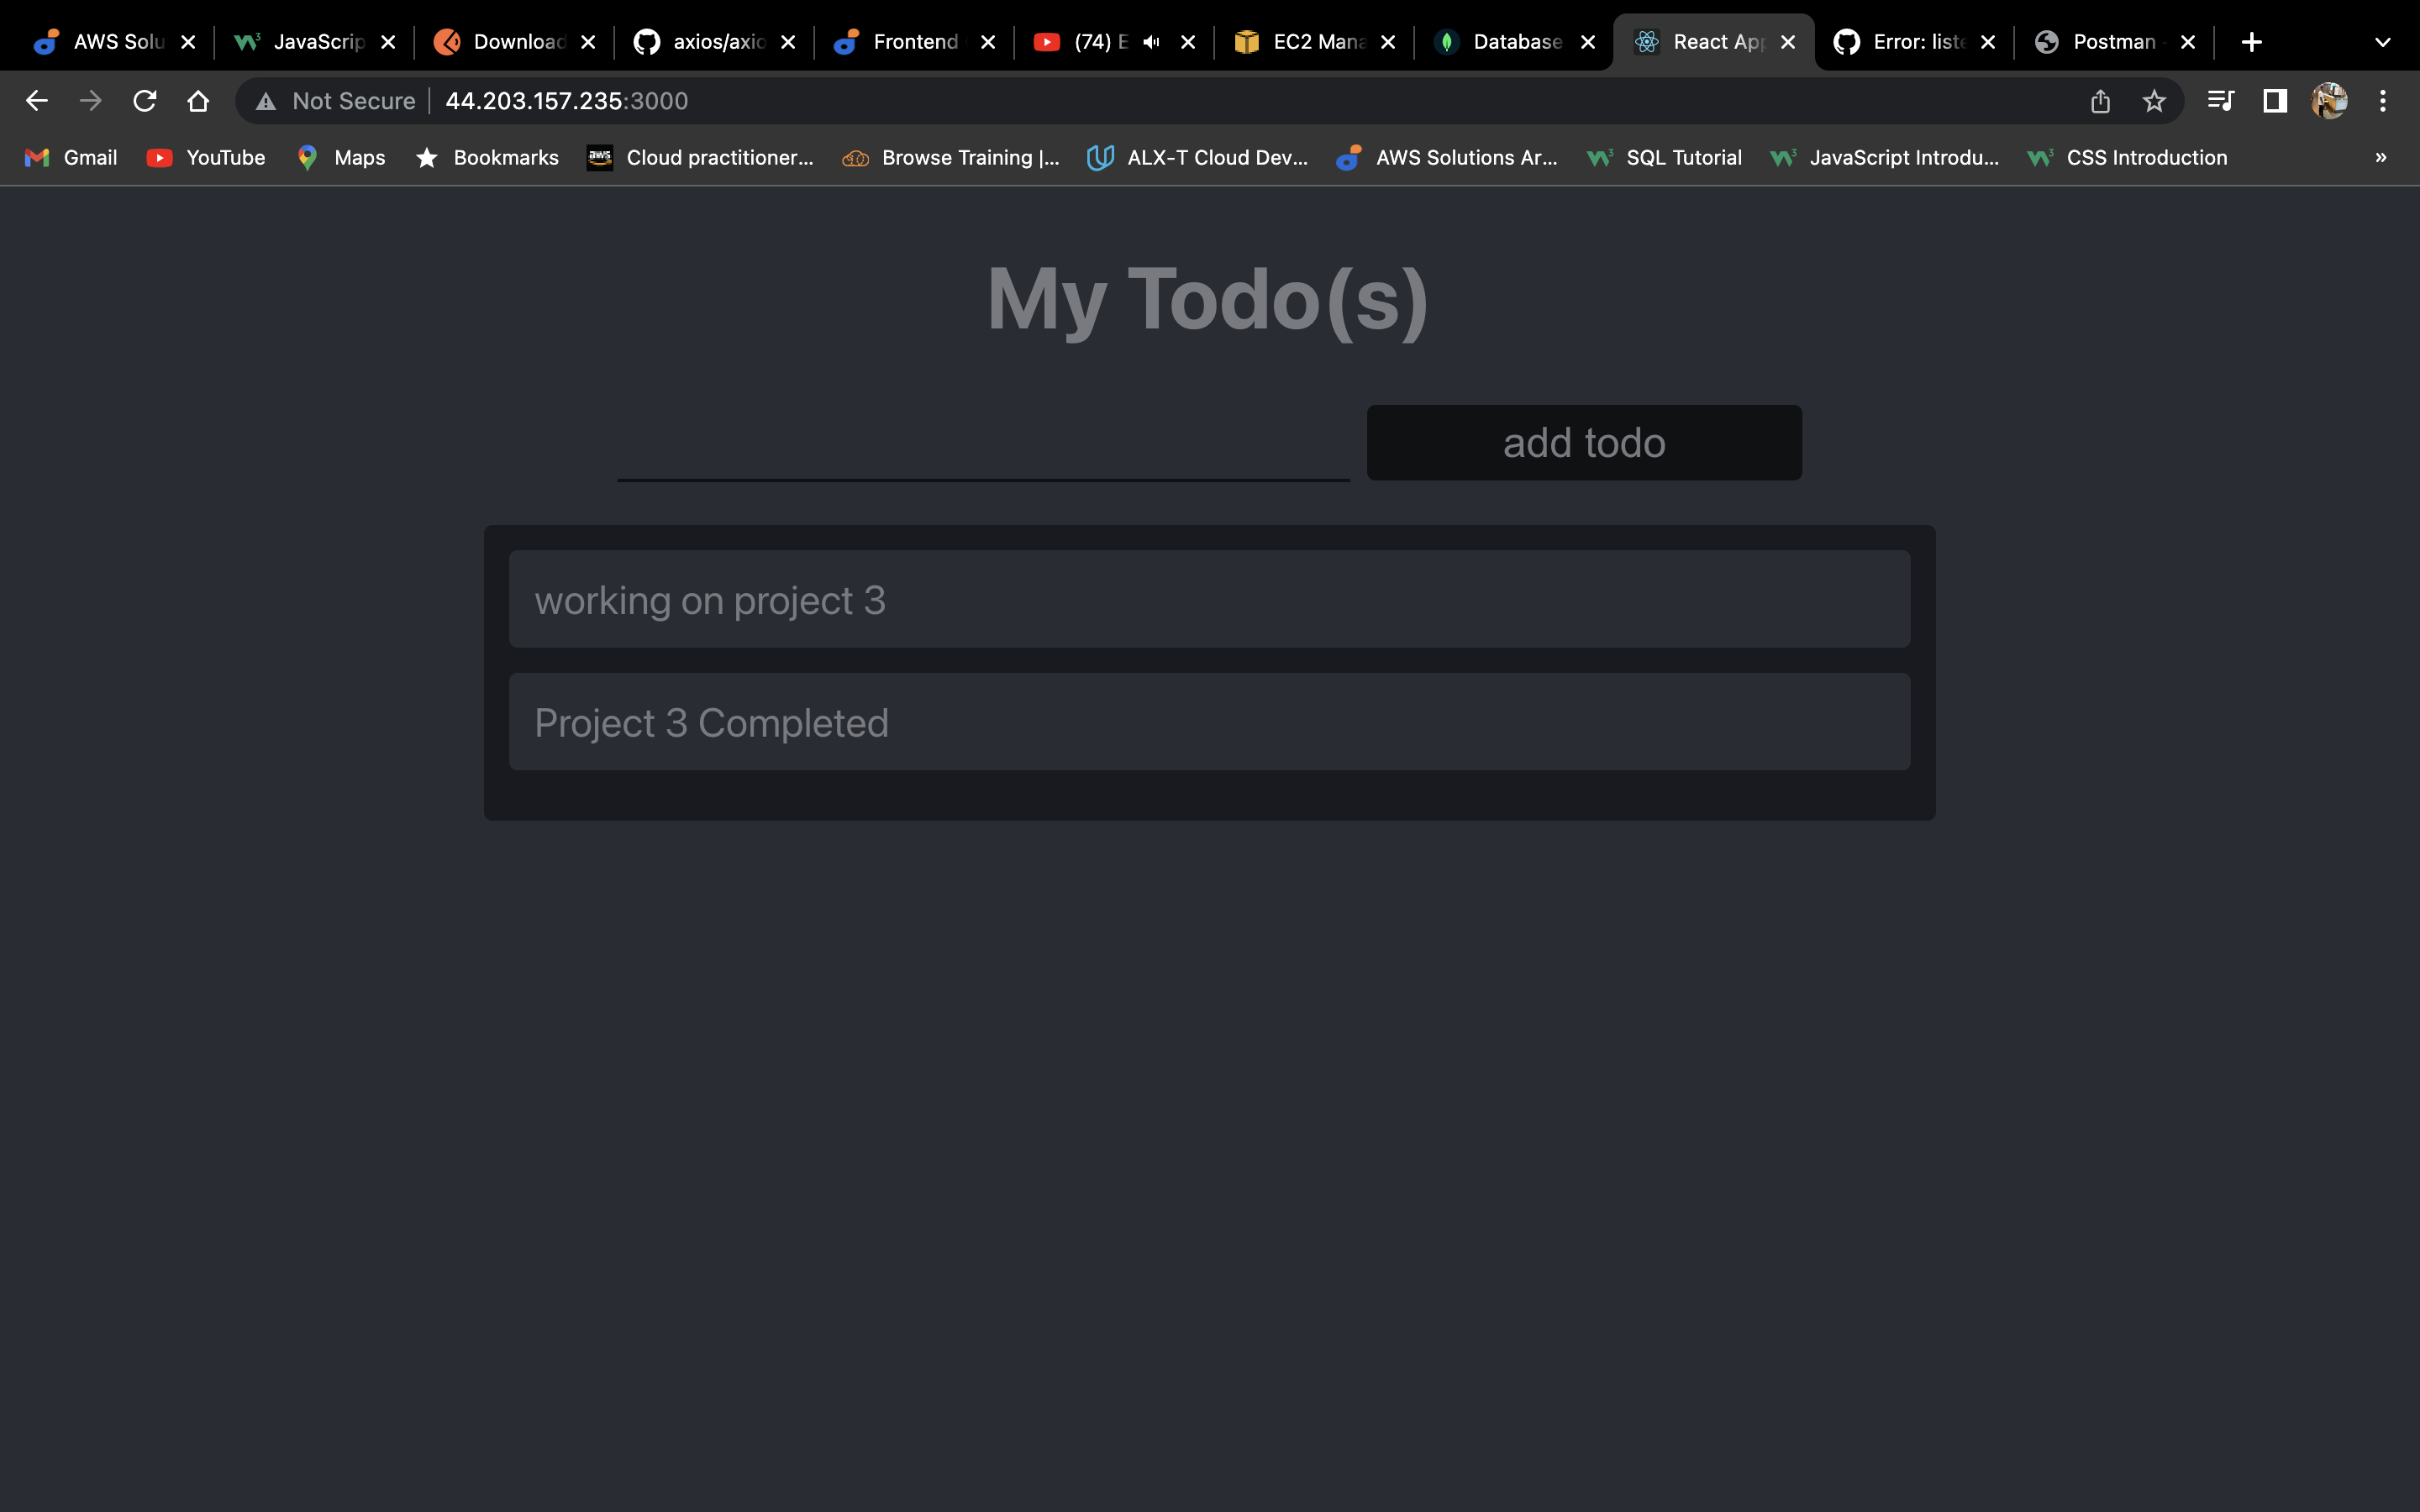 AWS Solu
JavaScrip
Download
axios/axio
Frontend
(74) E
EC2 Mana
Database
React App
Error: liste
Postman -
Not Secure
44.203.157.235:3000
Gmail
YouTube
Maps
Bookmarks
aws
Cloud practitioner...
Browse Training |...
ALX-T Cloud Dev...
AWS Solutions Ar...
SQL Tutorial
JavaScript Introdu...
CSS Introduction
»
My Todo(s)
add todo
working on project 3
Project 3 Completed